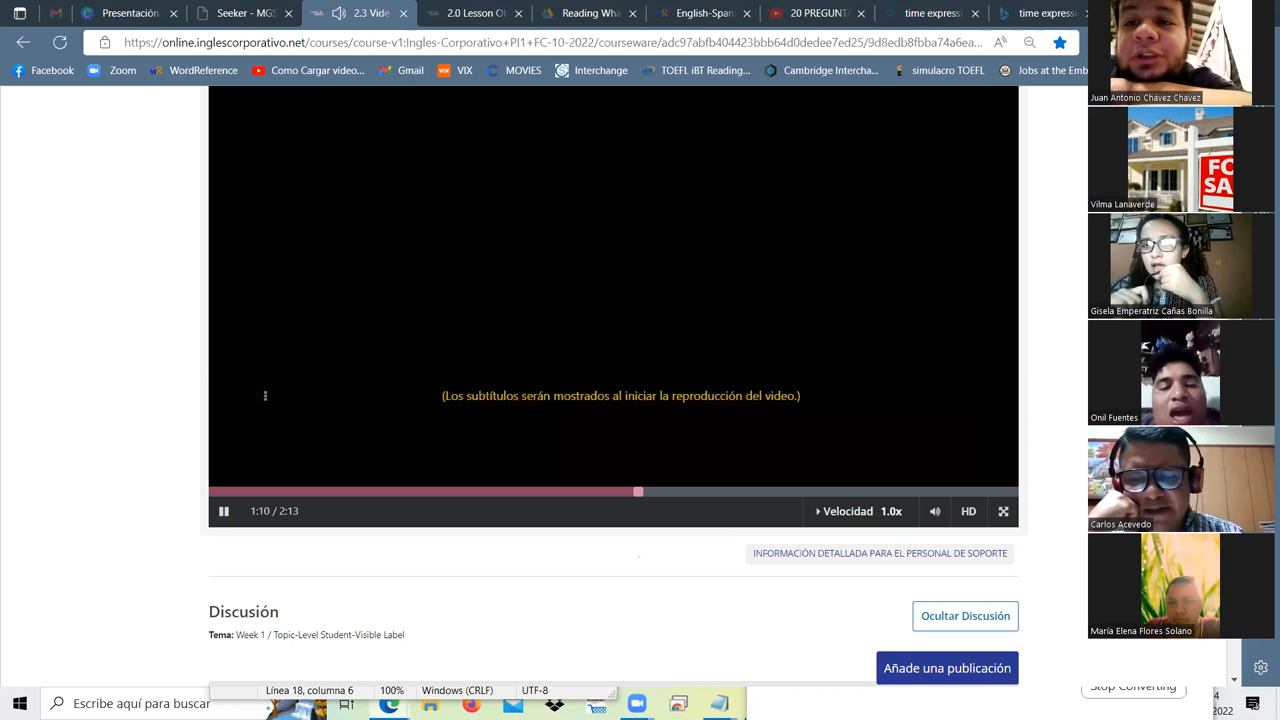 Presentación
Seeker _ MGS
2.3 Vide
2.0 Lesson Ol
Reading Wha
English-Span
20 PREGUNTA
time express
time express
https://online.inglescorporativo.net/courses/course-v1:Ingles-Corporativo+PI1+FC-10-2022/courseware/adc97abfb404423bbb64d0dedee7ed25/9d8edb8fbba74a6ea...
Facebook
Zoom
WordReference
Como Cargar video...
Gmail
VIX
MOVIES
Interchange
TOEFL iBT Reading...
Cambridge Intercha...
simulacro TOEFL
Jobs at the Emb
Juan Antonio Chávez Chavez
FO
SA
Vilma Lanaverde
Gisela Emperatriz Cañas Bonilla
(Los subtítulos serán mostrados al iniciar la reproducción del video.)
Onil Fuentes
1:10 / 2:13
Velocidad 1.0x
HD
Carlos Acevedo
INFORMACIÓN DETALLADA PARA EL PERSONAL DE SOPORTE
Discusión
Ocultar Discusión
Tema: Week 1 / Topic-Level Student-Visible Label
María Elena Flores Solano
Añade una publicación
Línea 18, columna 6
100%
Windows (CRLF)
UTF-8
Stop Converting
Escribe aquí para buscar
2022